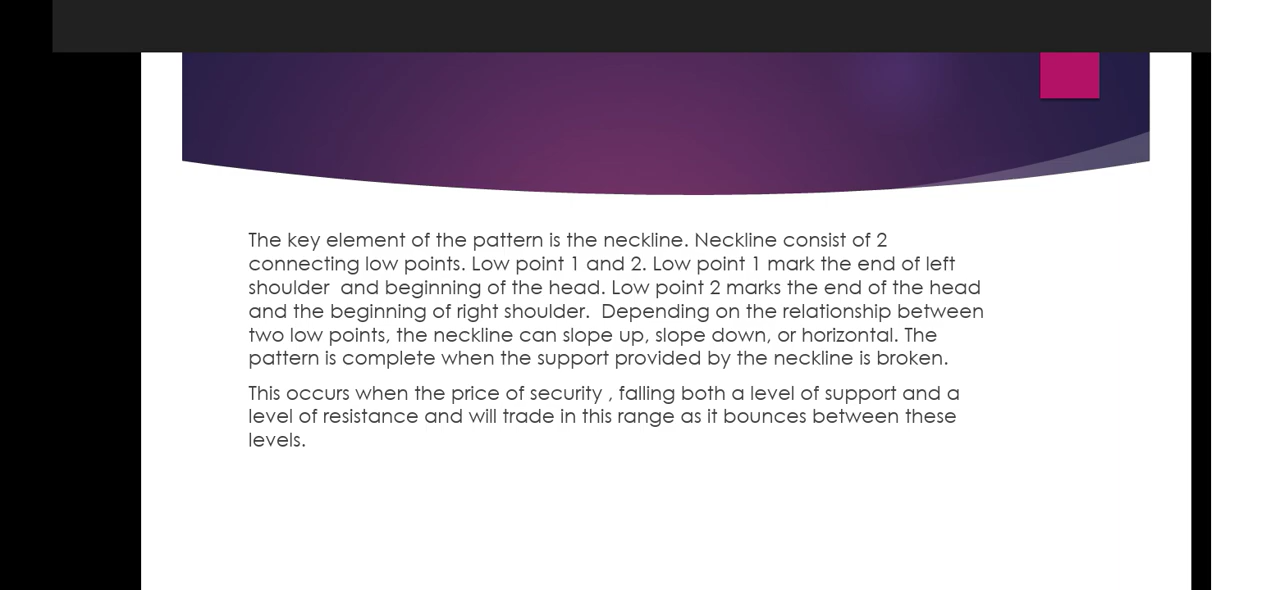 The key element of the pattern is the neckline. Neckline consist of 2
connecting low points. Low point 1 and 2. Low point 1 mark the end of left
shoulder  and beginning of the head. Low point 2 marks the end of the head
and the beginning of right shoulder.  Depending on the relationship between
two low points, the neckline can slope up, slope down, or horizontal. The
pattern is complete when the support provided by the neckline is broken.
This occurs when the price of security , falling both a level of support and a
level of resistance and will trade in this range as it bounces between these
levels.